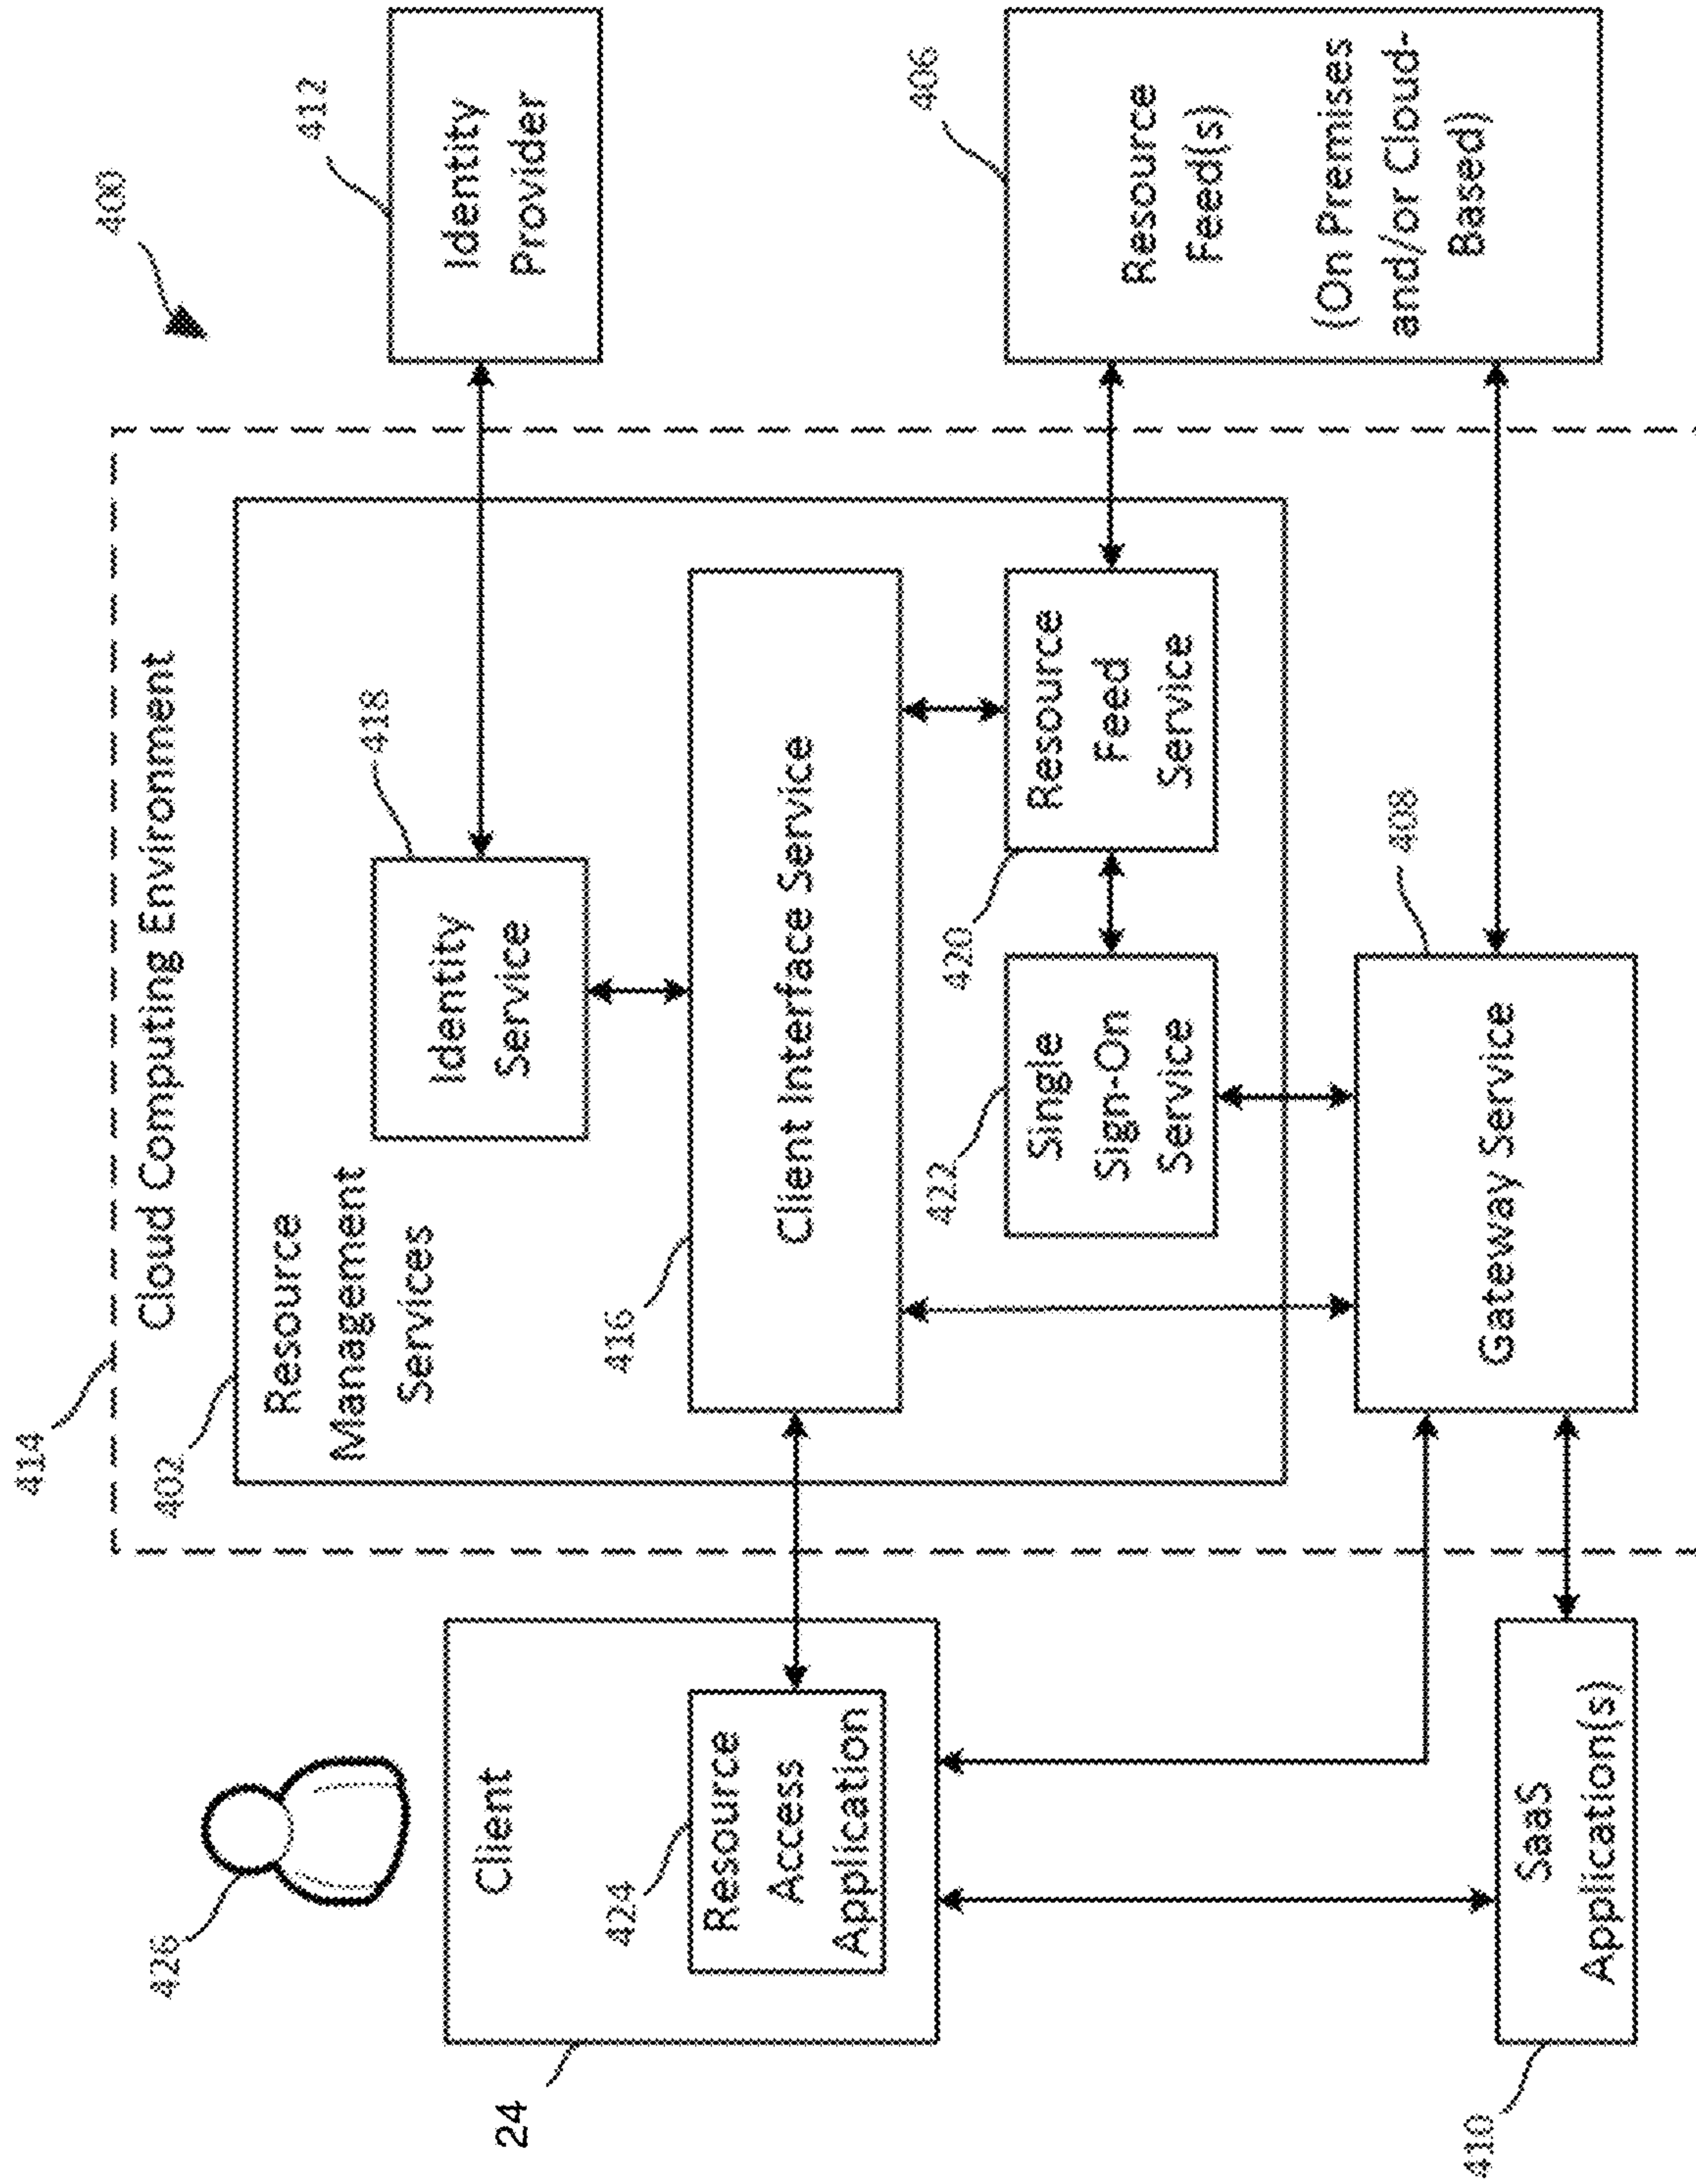 400
414
Cloud Computing Environment
426
402
Resource
Management
Services
418
Identity
Service
412
Identity
Provider
24
Client
424
Resource
Access
Application
416
Client Interface Service
422
Single
Sign-On
Service
420
Resource
Feed
Service
406
Resource
Feed(s)
(On Premises
and/or Cloud-
Based)
408
Gateway Service
410
SaaS
Application(s)